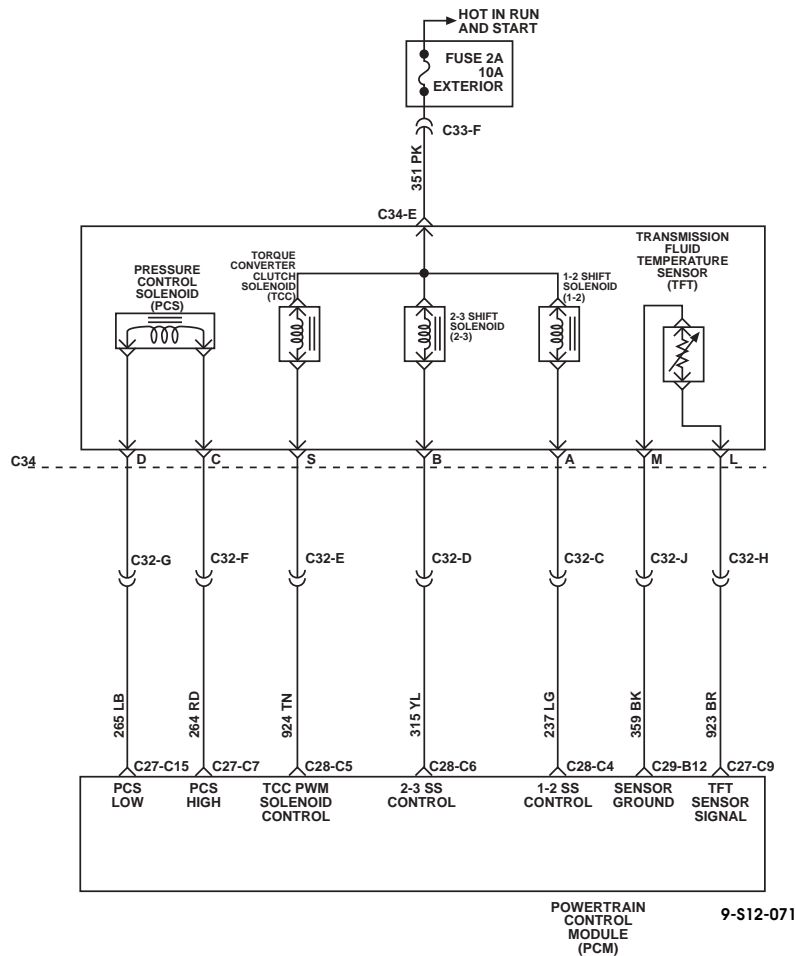 HOT IN RUN
AND START
FUSE 2A
10A
EXTERIOR
C33-F
351 PK
C34-E
PRESSURE
CONTROL
SOLENOID
(PCS)
TORQUE
CONVERTER
CLUTCH
SOLENOID
(TCC)
2-3 SHIFT
SOLENOID
(2-3)
1-2 SHIFT
SOLENOID
(1-2)
TRANSMISSION
FLUID
TEMPERATURE
SENSOR
(TFT)
C34
D
C
S
B
A
M
L
C32-G
C32-F
C32-E
C32-D
C32-C
C32-J
C32-H
265 LB
264 RD
924 TN
315 YL
237 LG
359 BK
923 BR
C27-C15
C27-C7
C28-C5
C28-C6
C28-C4
C29-B12
C27-C9
PCS
LOW
PCS
HIGH
TCC PWM
SOLENOID
CONTROL
2-3 SS
CONTROL
1-2 SS
CONTROL
SENSOR
GROUND
TFT
SENSOR
SIGNAL
POWERTRAIN
CONTROL
MODULE
(PCM)
9-S12-071